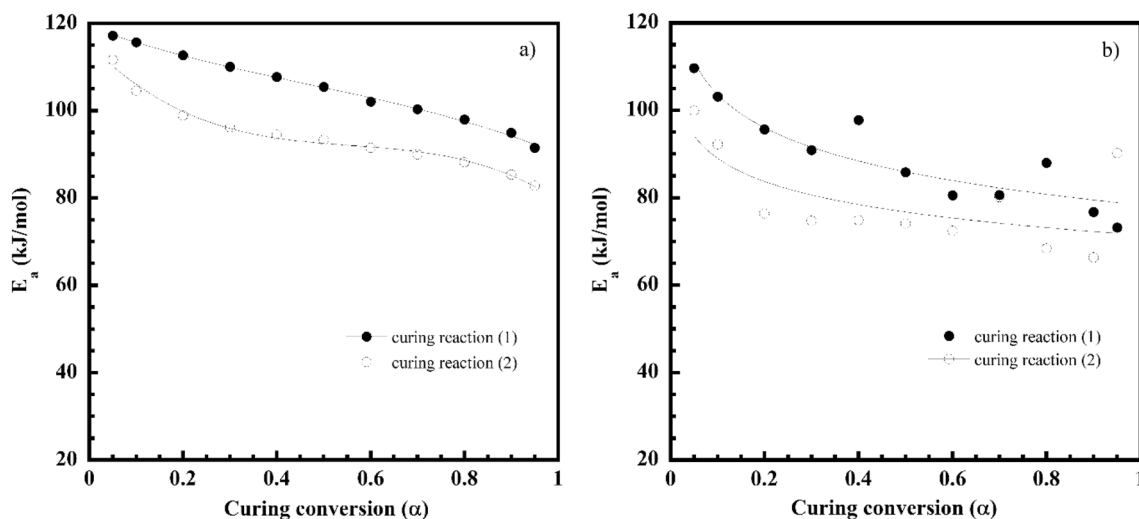 120
100
80
60
40
20
E_a (kJ/mol)
a)
curing reaction (1)
curing reaction (2)
0
0.2
0.4
0.6
0.8
1
Curing conversion (α)
120
100
80
60
40
20
E_a (kJ/mol)
b)
curing reaction (1)
curing reaction (2)
0
0.2
0.4
0.6
0.8
1
Curing conversion (α)